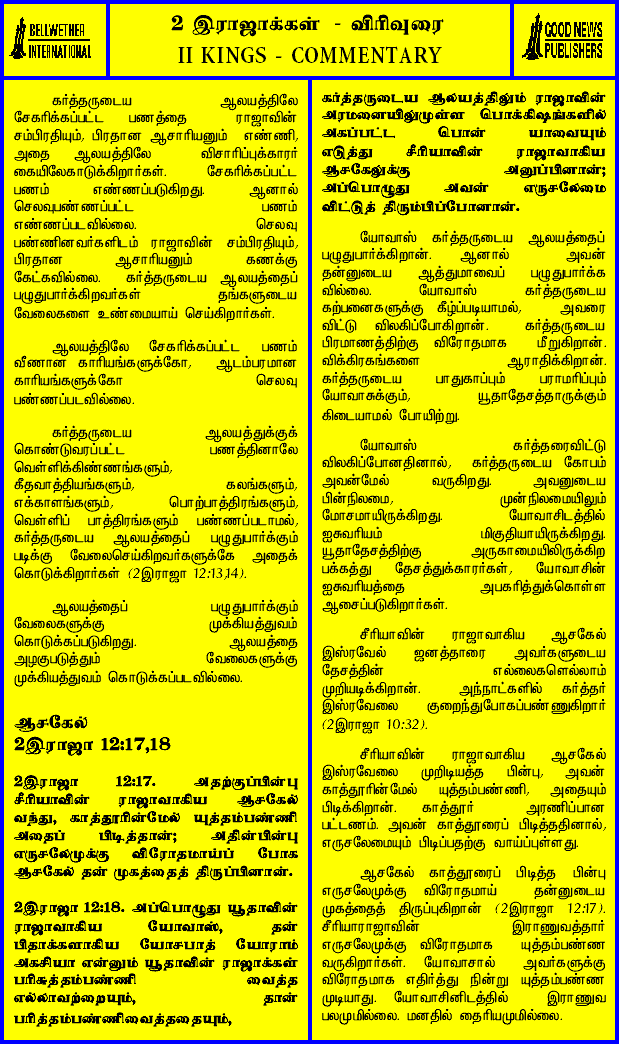 BELLWETHER
INTERNATIONAL
2 இராஜாக்கள் - விரிவுரை
II KINGS - COMMENTARY
GOOD NEWS
PUBLISHERS
கர்த்தருடைய ஆலயத்திலே
சேகரிக்கப்பட்ட பணத்தை ராஜாவின்
சம்பிரதியும், பிரதான ஆசாரியனும் எண்ணி,
அதை ஆலயத்திலே விசாரிப்புக்காரர்
கையிலேகொடுக்கிறார்கள். சேகரிக்கப்பட்ட
பணம் எண்ணப்படுகிறது. ஆனால்
செலவுபண்ணப்பட்ட பணம்
எண்ணப்படவில்லை. செலவு
பண்ணினவர்களிடம் ராஜாவின் சம்பிரதியும்,
பிரதான ஆசாரியனும் கணக்கு
கேட்கவில்லை. கர்த்தருடைய ஆலயத்தைப்
பழுதுபார்க்கிறவர்கள் தங்களுடைய
வேலைகளை உண்மையாய் செய்கிறார்கள்.
ஆலயத்திலே சேகரிக்கப்பட்ட பணம்
வீணான காரியங்களுக்கோ, ஆடம்பரமான
காரியங்களுக்கோ செலவு
பண்ணப்படவில்லை.
கர்த்தருடைய ஆலயத்துக்குக்
கொண்டுவரப்பட்ட பணத்தினாலே
வெள்ளிக்கிண்ணங்களும்,
கீதவாத்தியங்களும், கலங்களும்,
எக்காளங்களும், பொற்பாத்திரங்களும்,
வெள்ளிப் பாத்திரங்களும் பண்ணப்படாமல்,
கர்த்தருடைய ஆலயத்தைப் பழுதுபார்க்கும்
படிக்கு வேலைசெய்கிறவர்களுக்கே அதைக்
கொடுக்கிறார்கள் (2இராஜா 12:13,14).
ஆலயத்தைப் பழுதுபார்க்கும்
வேலைகளுக்கு முக்கியத்துவம்
கொடுக்கப்படுகிறது. ஆலயத்தை
அழகுபடுத்தும் வேலைகளுக்கு
முக்கியத்துவம் கொடுக்கப்படவில்லை.
ஆசகேல்
2இராஜா 12:17,18
2இராஜா 12:17. அதற்குப்பின்பு
சீரியாவின் ராஜாவாகிய ஆசகேல்
வந்து, காத்தூரின்மேல் யுத்தம்பண்ணி
அதைப் பிடித்தான்; அதின்பின்பு
எருசலேமுக்கு விரோதமாய்ப் போக
ஆசகேல் தன் முகத்தைத் திருப்பினான்.
2இராஜா 12:18. அப்பொழுது யூதாவின்
ராஜாவாகிய யோவாஸ், தன்
பிதாக்களாகிய யோசபாத் யோராம்
அகசியா என்னும் யூதாவின் ராஜாக்கள்
பரிசுத்தம்பண்ணி வைத்த
எல்லாவற்றையும், தான்
பரித்தம்பண்ணிவைத்ததையும்,
கர்த்தருடைய ஆலயத்திலும் ராஜாவின்
அரமனையிலுமுள்ள பொக்கிஷங்களில்
அகப்பட்ட பொன் யாவையும்
எடுத்து சீரியாவின் ராஜாவாகிய
ஆசகேலுக்கு அனுப்பினான்;
அப்பொழுது அவன் எருசலேமை
விட்டுத் திரும்பிப்போனான்.
யோவாஸ் கர்த்தருடைய ஆலயத்தைப்
பழுதுபார்க்கிறான். ஆனால் அவன்
தன்னுடைய ஆத்துமாவைப் பழுதுபார்க்க
வில்லை. யோவாஸ் கர்த்தருடைய
கற்பனைகளுக்கு கீழ்ப்படியாமல், அவரை
விட்டு விலகிப்போகிறான். கர்த்தருடைய
பிரமாணத்திற்கு விரோதமாக மீறுகிறான்.
விக்கிரகங்களை ஆராதிக்கிறான்.
கர்த்தருடைய பாதுகாப்பும் பராமரிப்பும்
யோவாசுக்கும், யூதாதேசத்தாருக்கும்
கிடையாமல் போயிற்று.
யோவாஸ் கர்த்தரைவிட்டு
விலகிப்போனதினால், கர்த்தருடைய கோபம்
அவன்மேல் வருகிறது. அவனுடைய
பின்நிலமை, முன்நிலமையிலும்
மோசமாயிருக்கிறது. யோவாசிடத்தில்
ஐசுவரியம் மிகுதியாயிருக்கிறது.
யூதாதேசத்திற்கு அருகாமையிலிருக்கிற
பக்கத்து தேசத்துக்காரர்கள், யோவாசின்
ஐசுவரியத்தை அபகரித்துக்கொள்ள
ஆசைப்படுகிறார்கள்.
சீரியாவின் ராஜாவாகிய ஆசகேல்
இஸ்ரவேல் ஜனத்தாரை அவர்களுடைய
தேசத்தின் எல்லைகளெல்லாம்
முறியடிக்கிறான். அந்நாட்களில் கர்த்தர்
இஸ்ரவேலை குறைந்துபோகப்பண்ணுகிறார்
(2இராஜா 10:32).
சீரியாவின் ராஜாவாகிய ஆசகேல்
இஸ்ரவேலை முறிடியத்த பின்பு, அவன்
காத்தூரின்மேல் யுத்தம்பண்ணி, அதையும்
பிடிக்கிறான். காத்தூர் அரணிப்பான
பட்டணம். அவன் காத்தூரைப் பிடித்ததினால்,
எருசலேமையும் பிடிப்பதற்கு வாய்ப்புள்ளது.
ஆசகேல் காத்தூரைப் பிடித்த பின்பு
எருசலேமுக்கு விரோதமாய் தன்னுடைய
முகத்தைத் திருப்புகிறான் (2இராஜா 12:17).
சீரியாராஜாவின் இராணுவத்தார்
எருசலேமுக்கு விரோதமாக யுத்தம்பண்ண
வருகிறார்கள். யோவாசால் அவர்களுக்கு
விரோதமாக எதிர்த்து நின்று யுத்தம்பண்ண
முடியாது. யோவாசினிடத்தில் இராணுவ
பலமுமில்லை. மனதில் தைரியமுமில்லை.